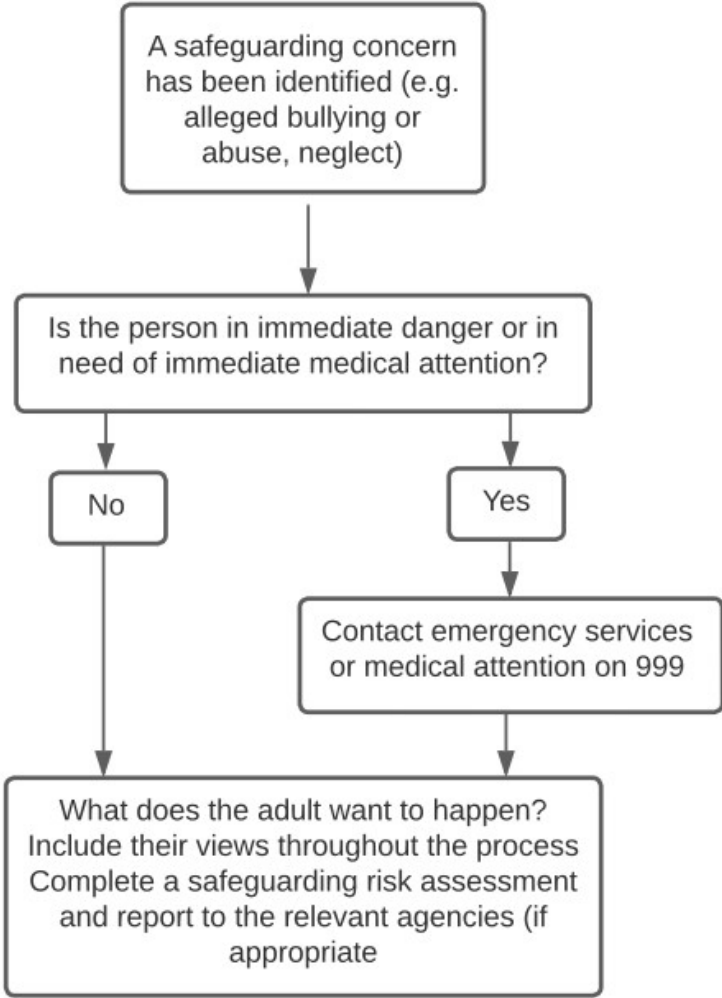 A safeguarding concern
has been identified (e.g.
alleged bullying or
abuse, neglect)
Is the person in immediate danger or in
need of immediate medical attention?
No
Yes
Contact emergency services
or medical attention on 999
What does the adult want to happen?
Include their views throughout the process
Complete a safeguarding risk assessment
and report to the relevant agencies (if
appropriate